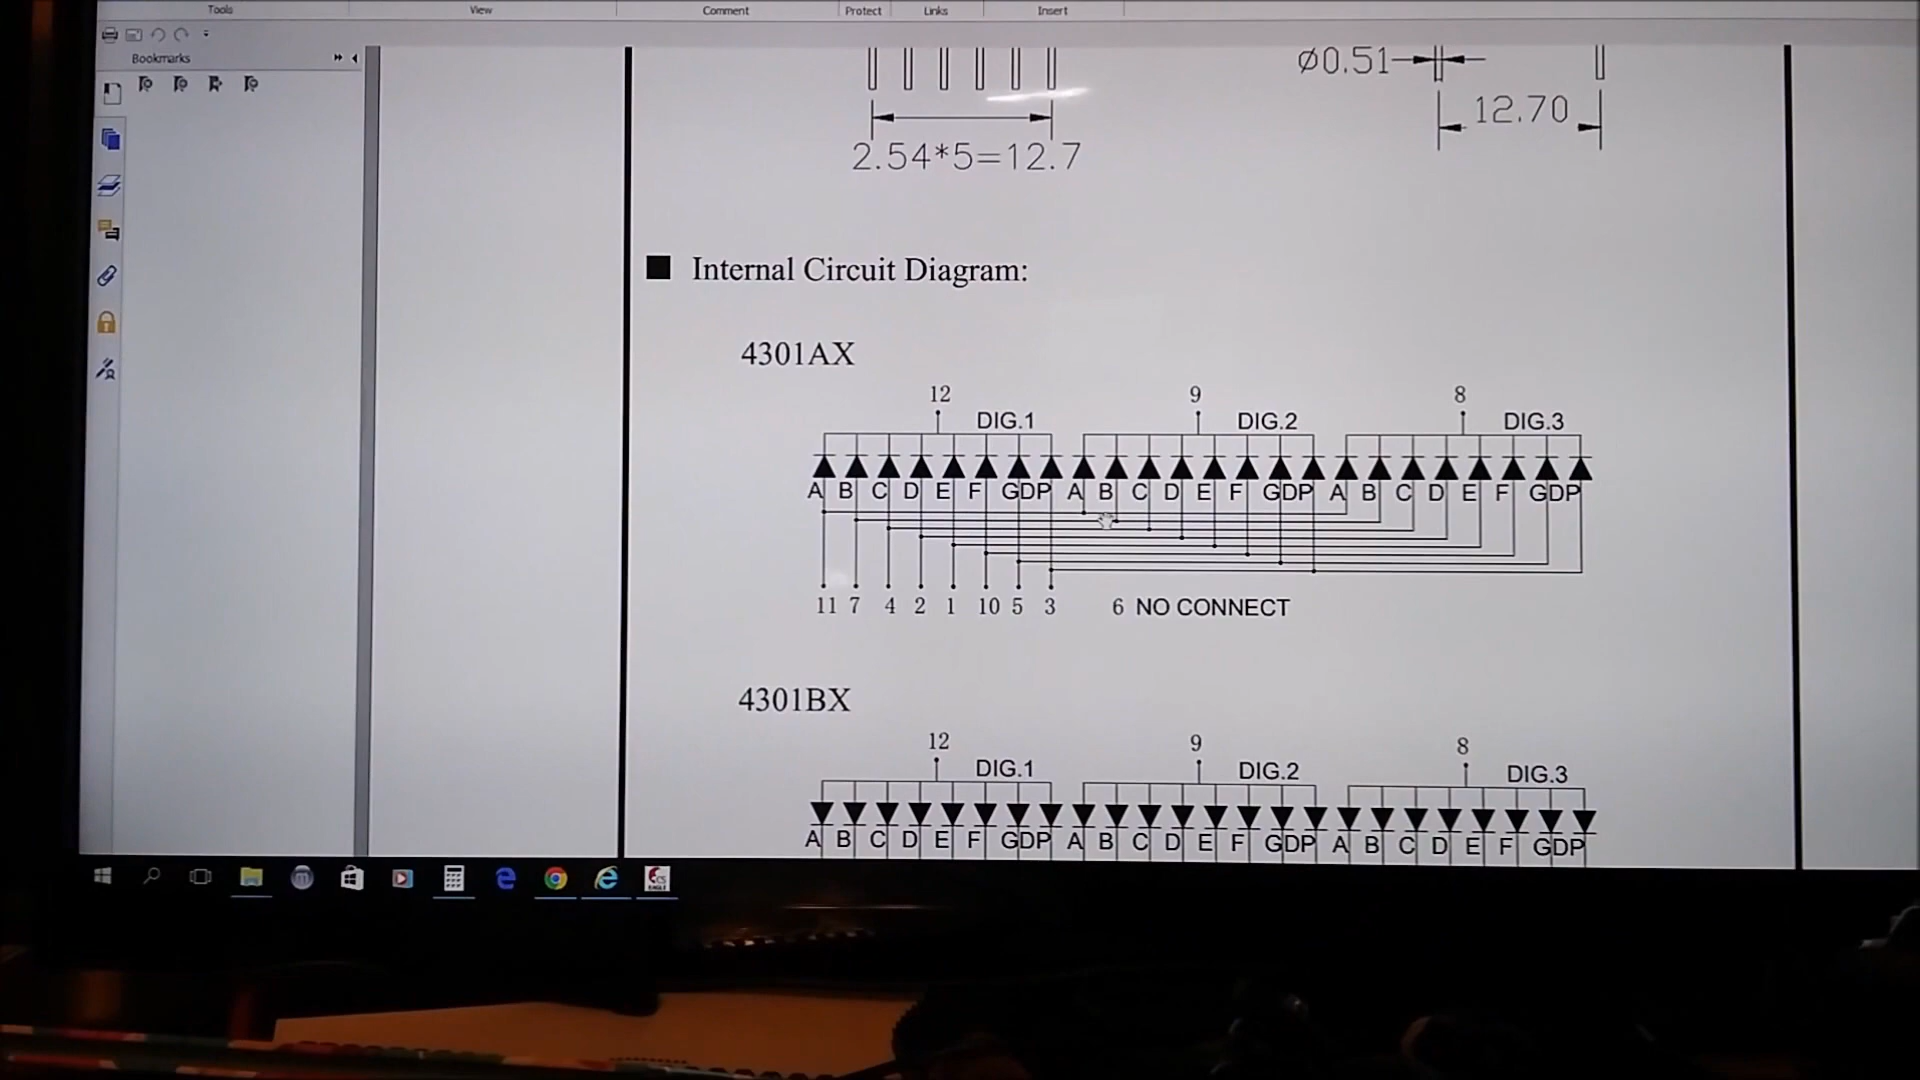 Tools View Comment Protect Links Insert
Bookmarks
Ø0.51
12.70
2.54*5=12.7
Internal Circuit Diagram:
4301AX
12 9 8
DIG.1 DIG.2 DIG.3
A B C D E F G DP A B C D E F G DP A B C D E F G DP
11 7 4 2 1 10 5 3 6 NO CONNECT
4301BX
12 9 8
DIG.1 DIG.2 DIG.3
A B C D E F G DP A B C D E F G DP A B C D E F G DP